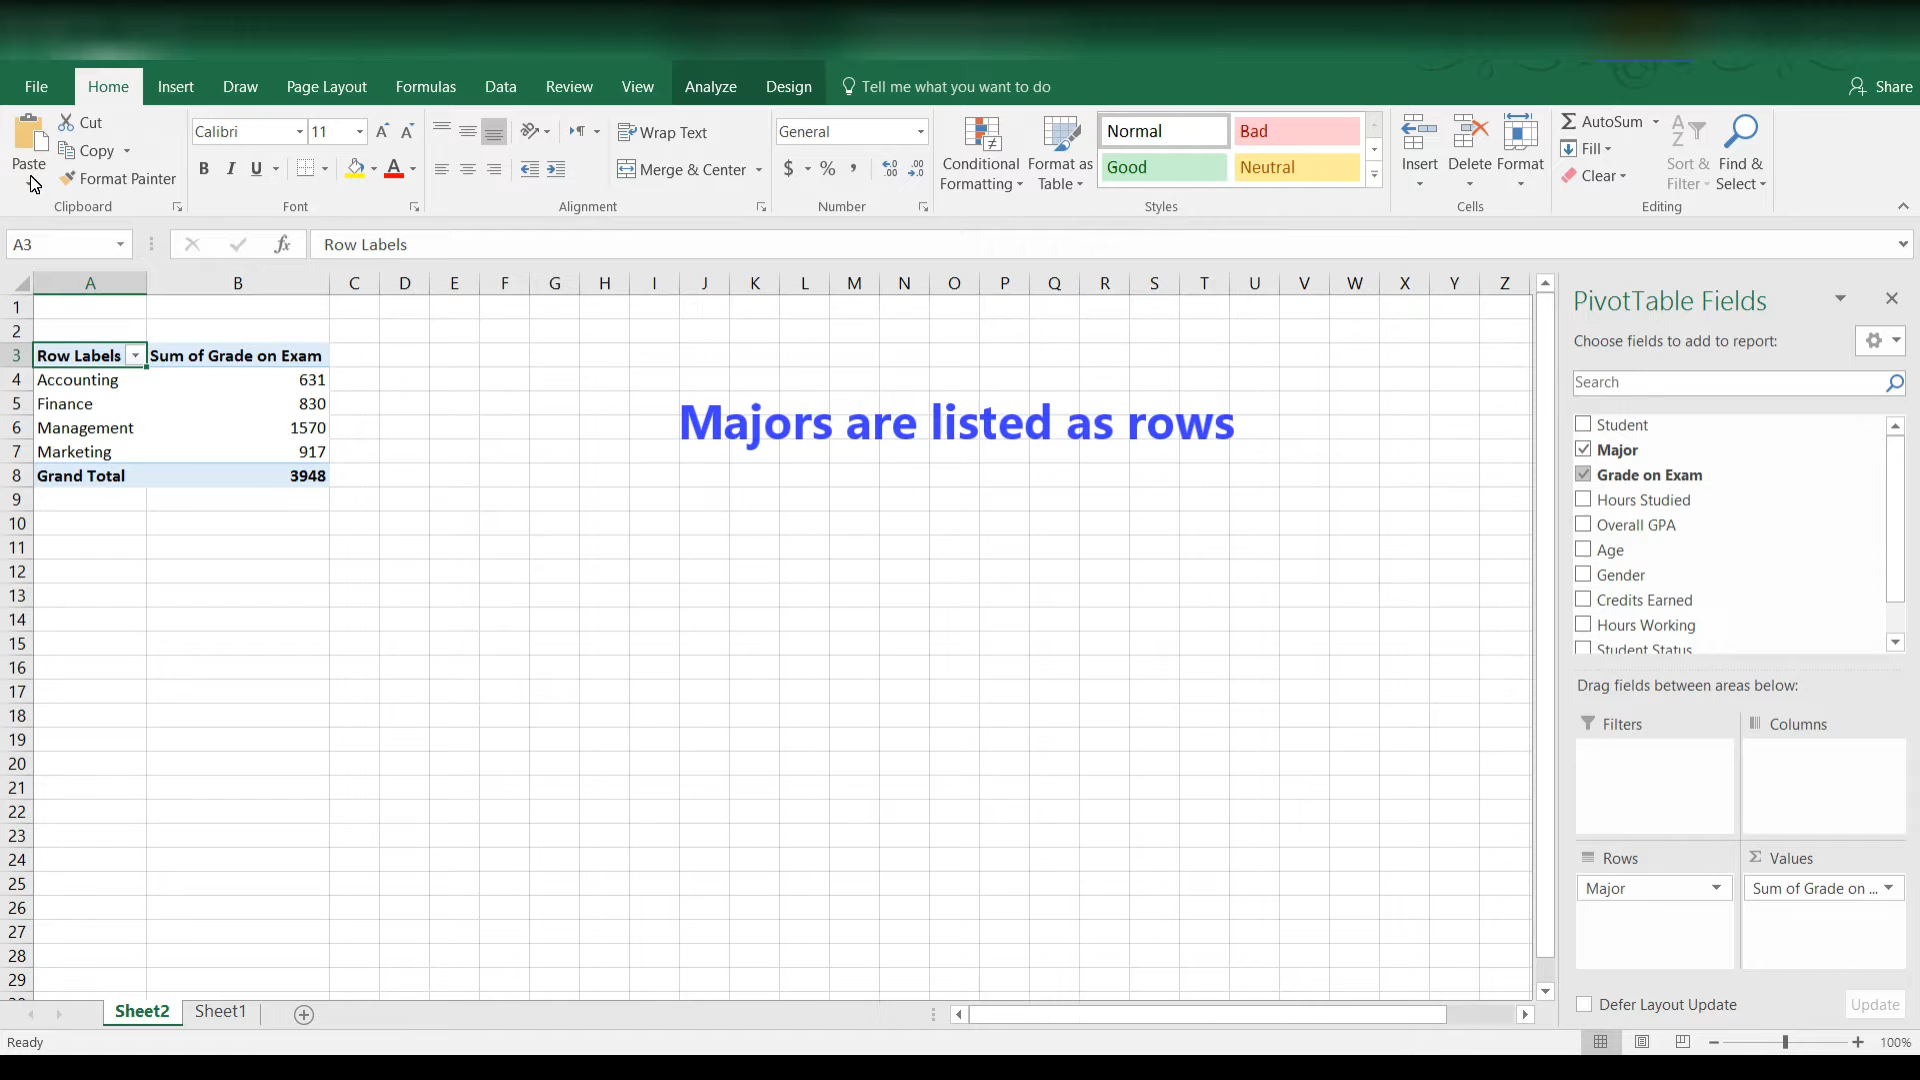 File Home Insert Draw Page Layout Formulas Data Review View Analyze Design Tell me what you want to do Share
Paste
Cut
Copy
Format Painter
Clipboard
Calibri 11
B I U
Font
Wrap Text
Merge & Center
Alignment
General
$ % ,
Number
Conditional Formatting
Format as Table
Normal Bad
Good Neutral
Styles
Insert Delete Format
Cells
AutoSum
Fill
Clear
Sort & Filter
Find & Select
Editing
A3 fx Row Labels
A B C D E F G H I J K L M N O P Q R S T U V W X Y Z
1
2
3 Row Labels Sum of Grade on Exam
4 Accounting 631
5 Finance 830
6 Management 1570
7 Marketing 917
8 Grand Total 3948
9
10
11
12
13
14
15
16
17
18
19
20
21
22
23
24
25
26
27
28
29
Majors are listed as rows
PivotTable Fields
Choose fields to add to report:
Search
Student
Major
Grade on Exam
Hours Studied
Overall GPA
Age
Gender
Credits Earned
Hours Working
Student Status
Drag fields between areas below:
Filters Columns
Rows Values
Major Sum of Grade on ...
Defer Layout Update Update
Sheet2 Sheet1
Ready 100%